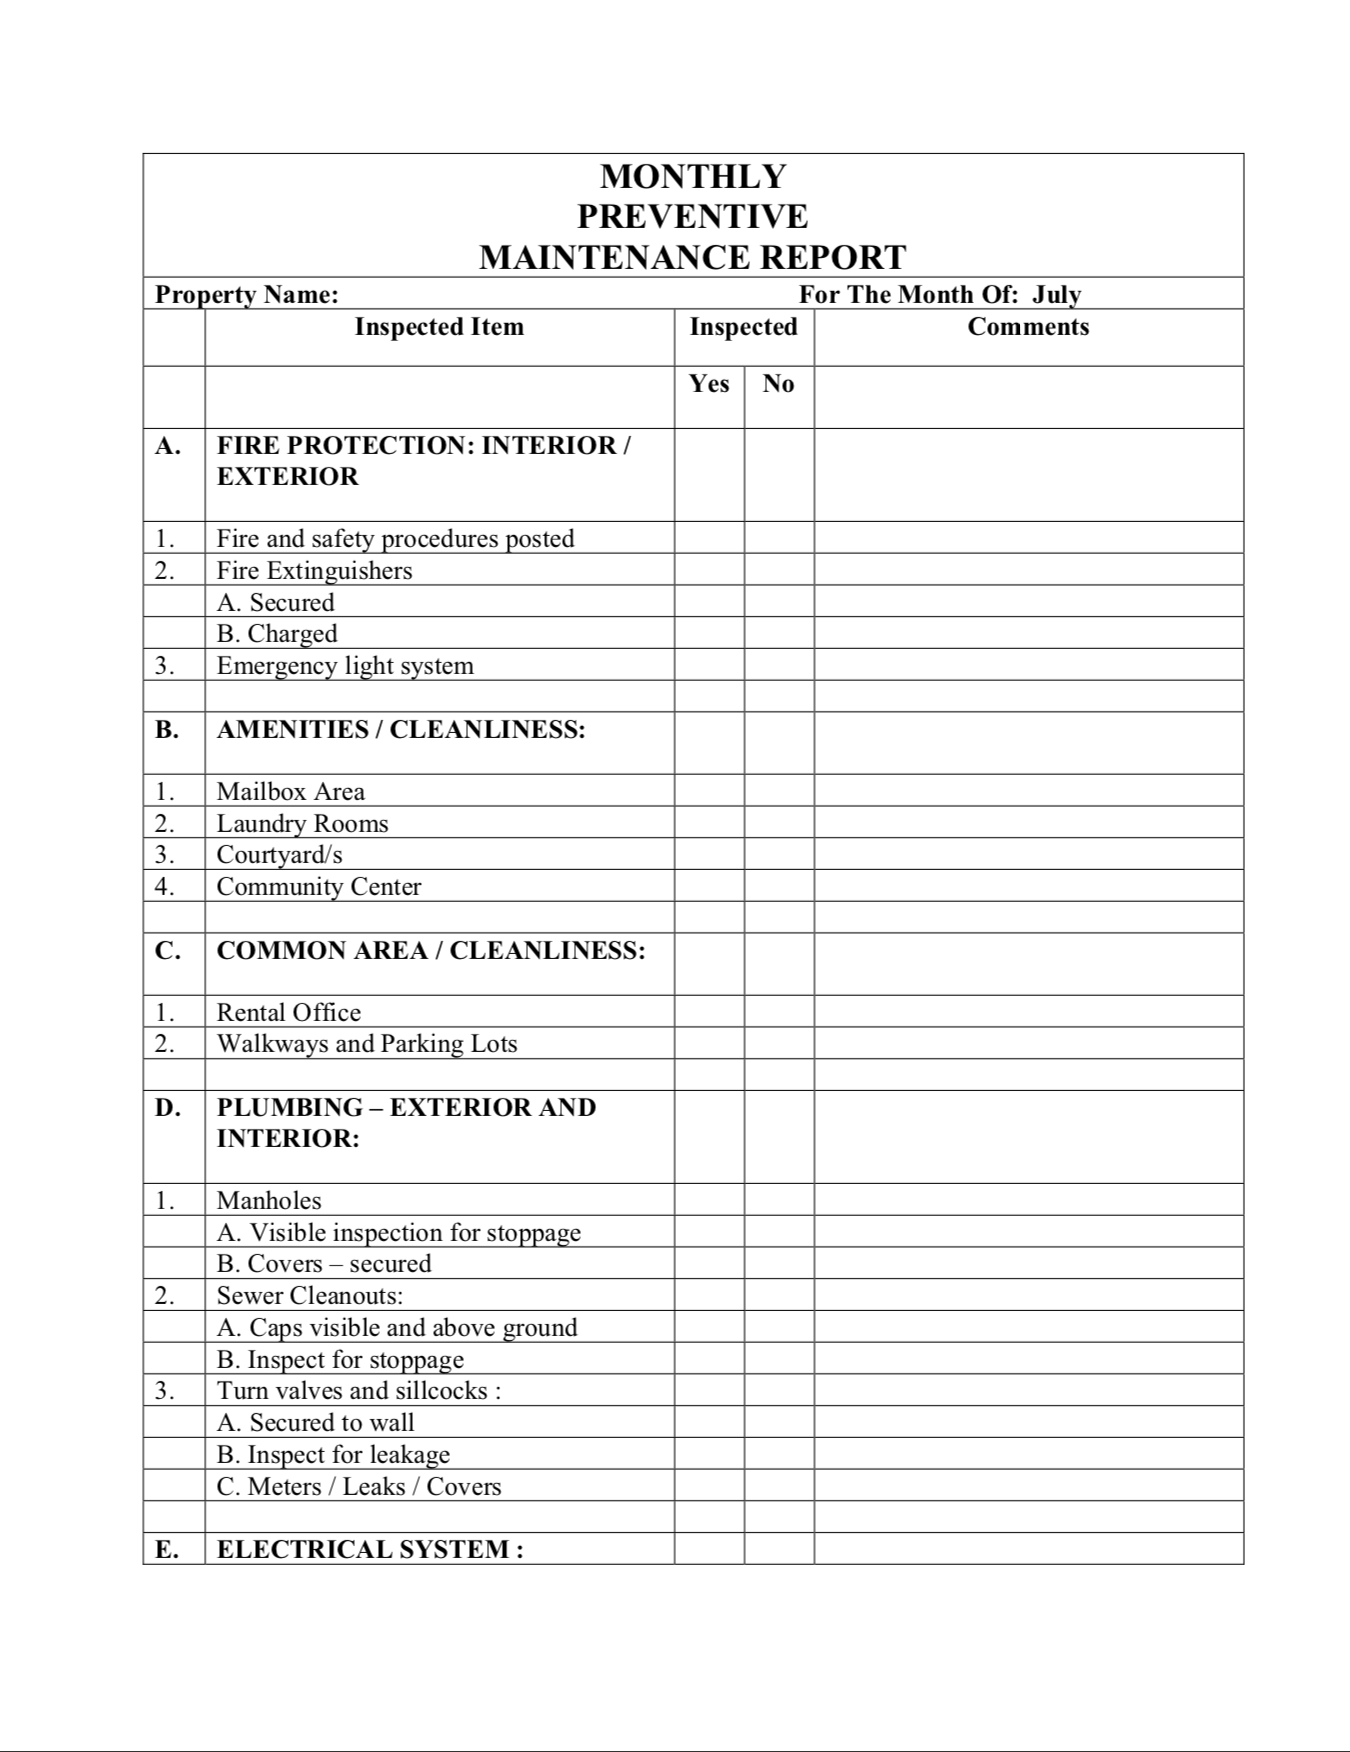 MONTHLY
PREVENTIVE
MAINTENANCE REPORT
Property Name: For The Month Of: July
Inspected Item Inspected Comments
Yes No
A. FIRE PROTECTION: INTERIOR /
EXTERIOR
1. Fire and safety procedures posted
2. Fire Extinguishers
A. Secured
B. Charged
3. Emergency light system
B. AMENITIES / CLEANLINESS:
1. Mailbox Area
2. Laundry Rooms
3. Courtyard/s
4. Community Center
C. COMMON AREA / CLEANLINESS:
1. Rental Office
2. Walkways and Parking Lots
D. PLUMBING – EXTERIOR AND
INTERIOR:
1. Manholes
A. Visible inspection for stoppage
B. Covers – secured
2. Sewer Cleanouts:
A. Caps visible and above ground
B. Inspect for stoppage
3. Turn valves and sillcocks :
A. Secured to wall
B. Inspect for leakage
C. Meters / Leaks / Covers
E. ELECTRICAL SYSTEM :